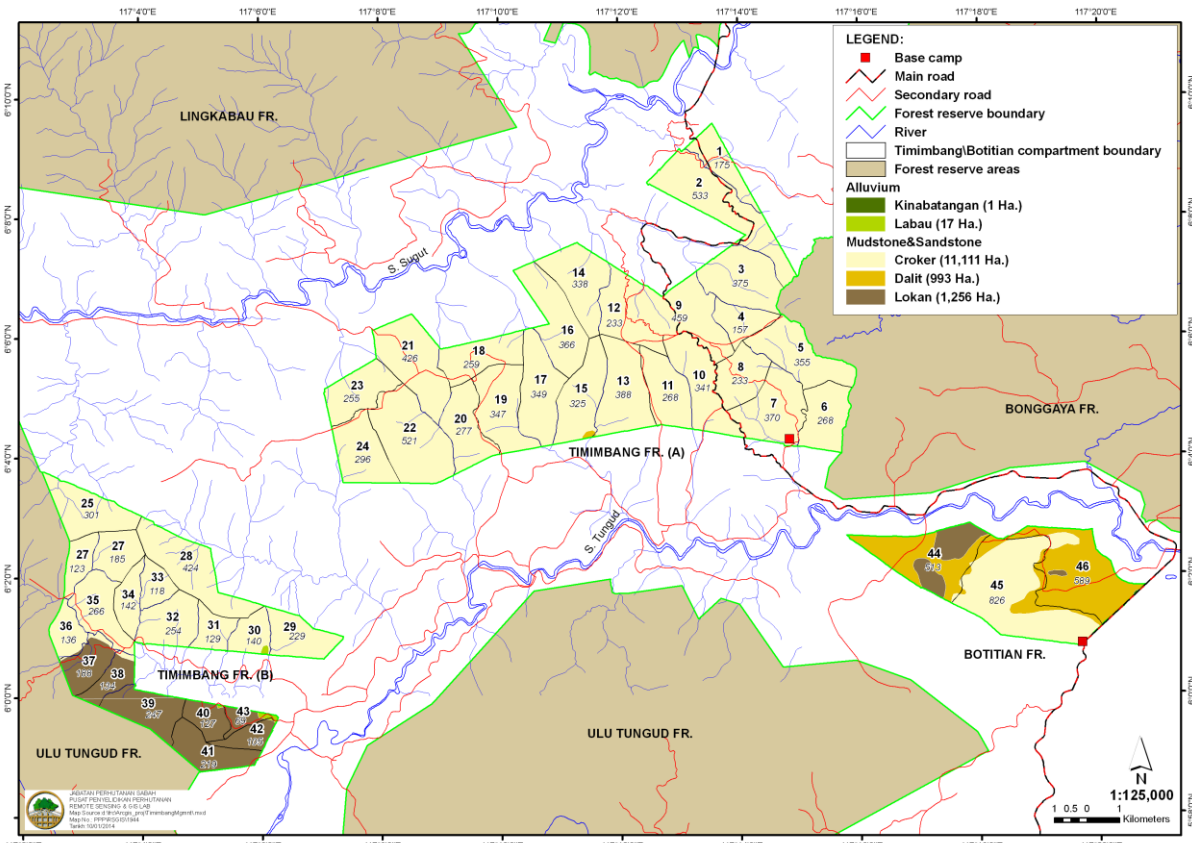 117°4'0"E 117°6'0"E 117°8'0"E 117°10'0"E 117°12'0"E 117°14'0"E 117°16'0"E 117°18'0"E 117°20'0"E
LEGEND:
Base camp
Main road
Secondary road
Forest reserve boundary
River
Timimbang\Botitian compartment boundary
Forest reserve areas
Alluvium
Kinabatangan (1 Ha.)
Labau (17 Ha.)
Mudstone&Sandstone
Croker (11,111 Ha.)
Dalit (993 Ha.)
Lokan (1,256 Ha.)
6°10'0"N
6°8'0"N
6°6'0"N
6°4'0"N
6°2'0"N
6°0'0"N
LINGKABAU FR.
S. Sugut
1
175
2
533
3
375
14
338
12
233
9
459
4
157
16
366
5
355
21
426
18
259
8
233
23
255
17
349
15
325
13
388
11
268
10
341
7
370
6
268
19
347
20
277
22
521
24
296
BONGGAYA FR.
TIMIMBANG FR. (A)
S. Tungud
25
301
27
123
27
185
28
424
33
118
34
142
35
266
32
254
31
129
30
140
29
229
36
136
37
38
TIMIMBANG FR. (B)
39
247
40
127
43
42
41
44
45
826
46
589
BOTITIAN FR.
ULU TUNGUD FR.
ULU TUNGUD FR.
N
1:125,000
1 0.5 0 1
Kilometers
JABATAN PERHUTANAN SABAH
PUSAT PENYELIDIKAN PERHUTANAN
REMOTE SENSING & GIS LAB
Tarikh 10/01/2014